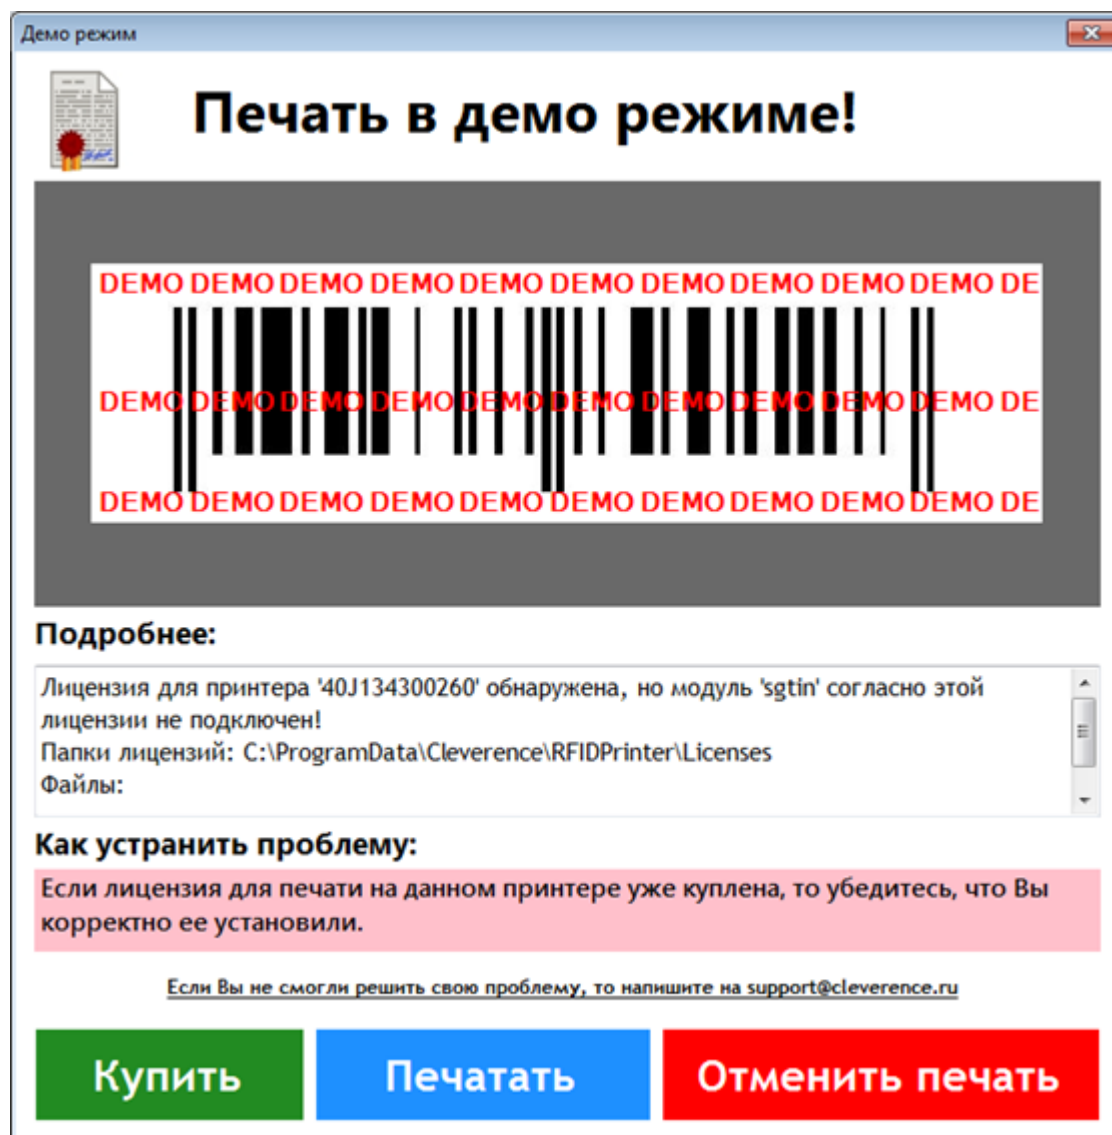 Демо режим
Печать в демо режиме!
DEMO DEMO DEMO DEMO DEMO DEMO DEMO DEMO DEMO DEMO DE
DEMO DEMO DEMO DEMO DEMO DEMO DEMO DEMO DEMO DEMO DE
DEMO DEMO DEMO DEMO DEMO DEMO DEMO DEMO DEMO DEMO DE
Подробнее:
Лицензия для принтера '40J134300260' обнаружена, но модуль 'sgtin' согласно этой
лицензии не подключен!
Папки лицензий: C:\ProgramData\Cleverence\RFIDPrinter\Licenses
Файлы:
Как устранить проблему:
Если лицензия для печати на данном принтере уже куплена, то убедитесь, что Вы
корректно ее установили.
Если Вы не смогли решить свою проблему, то напишите на support@cleverence.ru
Купить
Печатать
Отменить печать